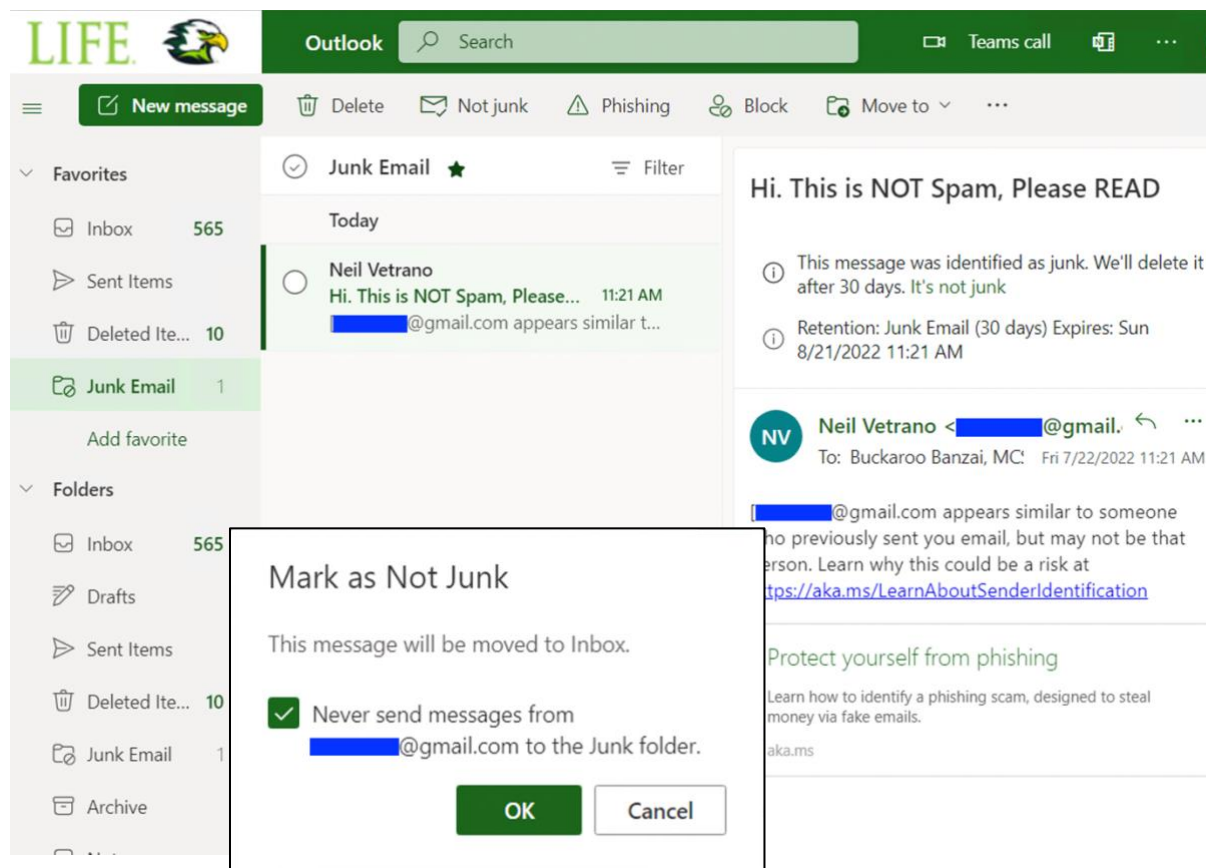 LIFE.
Outlook
Search
Teams call
New message
Delete
Not junk
Phishing
Block
Move to
Favorites
Inbox 565
Sent Items
Deleted Ite... 10
Junk Email 1
Add favorite
Folders
Inbox 565
Drafts
Sent Items
Deleted Ite... 10
Junk Email 1
Archive
Junk Email
Filter
Today
Neil Vetrano
Hi. This is NOT Spam, Please... 11:21 AM
[@gmail.com appears similar t...
Hi. This is NOT Spam, Please READ
This message was identified as junk. We'll delete it
after 30 days. It's not junk
Retention: Junk Email (30 days) Expires: Sun
8/21/2022 11:21 AM
NV
Neil Vetrano <@gmail.
To: Buckaroo Banzai, MC Fri 7/22/2022 11:21 AM
[@gmail.com appears similar to someone
ho previously sent you email, but may not be that
erson. Learn why this could be a risk at
tps://aka.ms/LearnAboutSenderIdentification
Protect yourself from phishing
Learn how to identify a phishing scam, designed to steal
money via fake emails.
aka.ms
Mark as Not Junk
This message will be moved to Inbox.
Never send messages from
@gmail.com to the Junk folder.
OK
Cancel